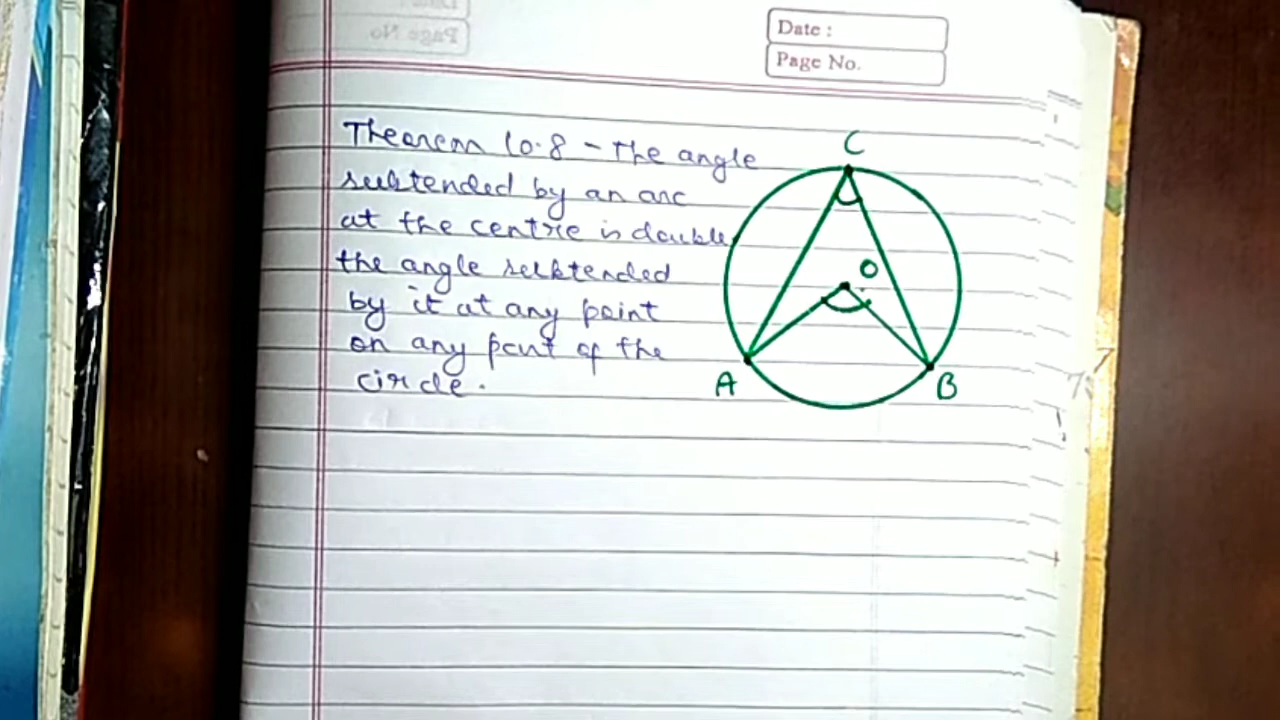 Date :
Page No.
Theorem 10.8 - The angle
subtended by an arc
at the centre is double
the angle subtended
by it at any point
on any part of the
circle.
C
O
A
B